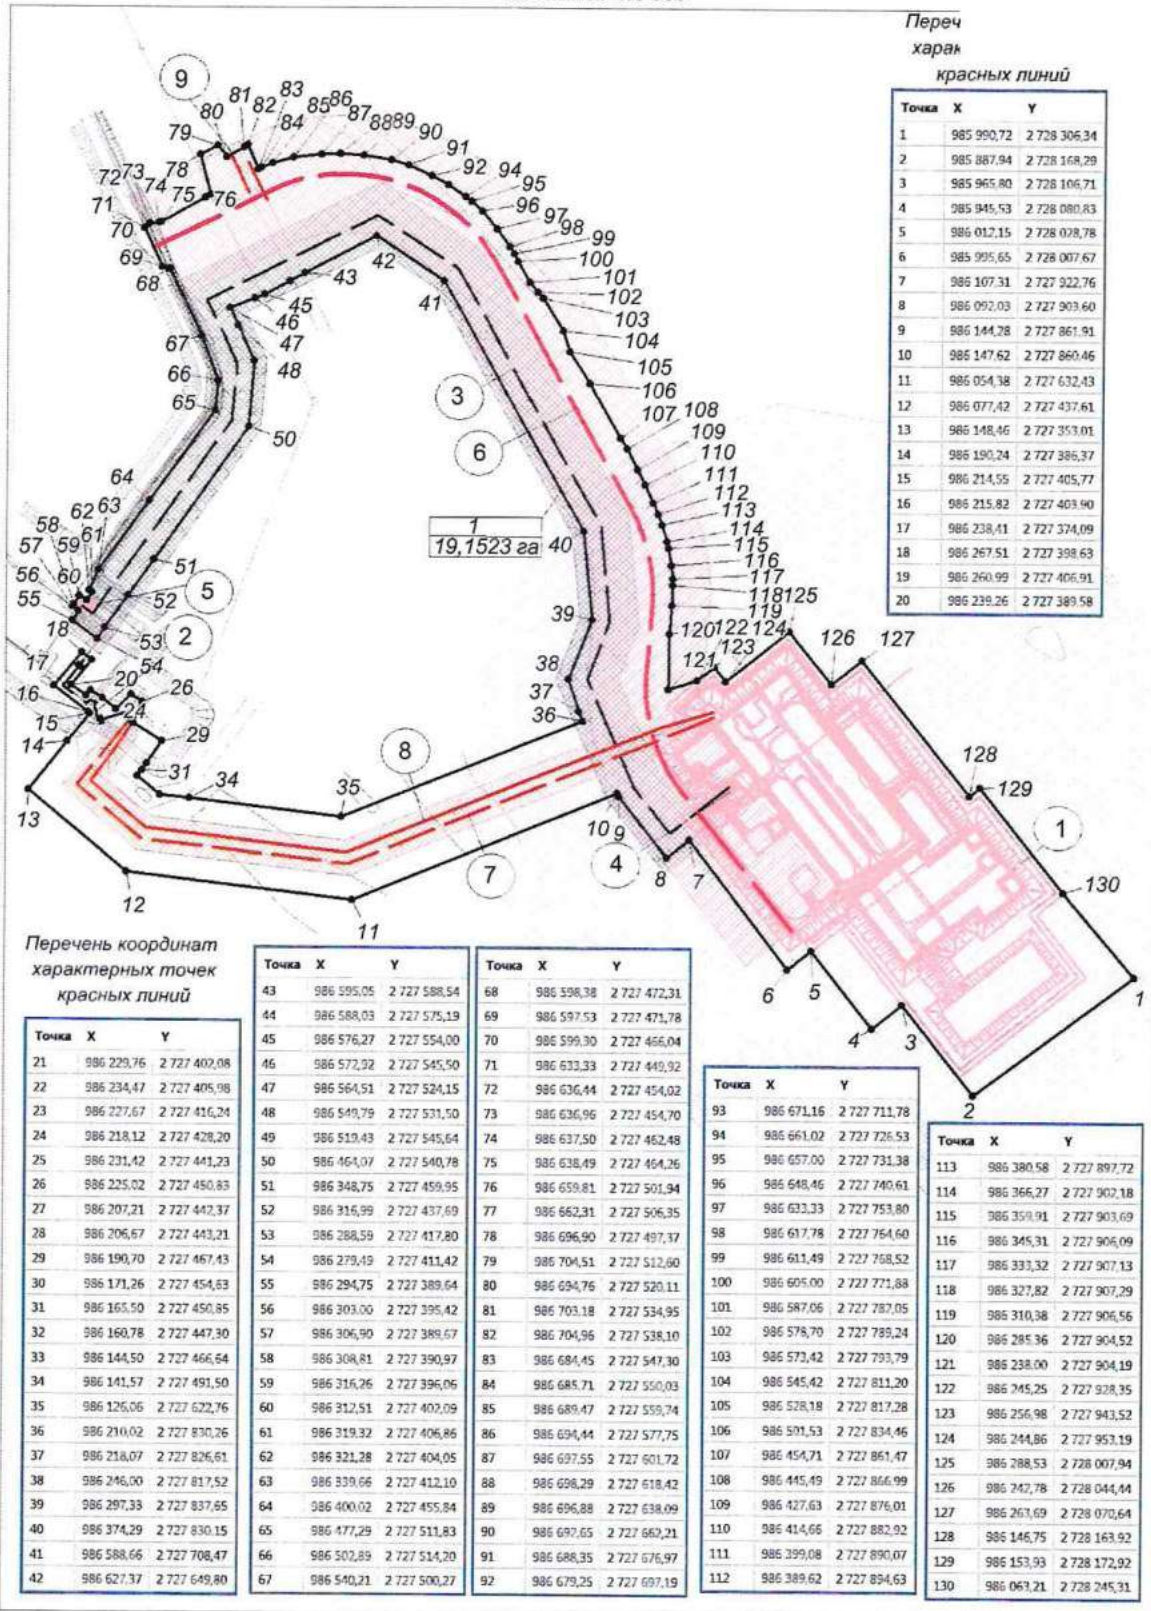 Переч
харак
красных линий
Точка X Y
1 985 990,72 2 728 306,34
2 985 887,94 2 728 168,29
3 985 965,80 2 728 106,71
4 985 945,53 2 728 080,83
5 986 012,15 2 728 028,78
6 985 995,65 2 728 007,67
7 986 107,31 2 727 922,76
8 986 092,03 2 727 903,60
9 986 144,28 2 727 861,91
10 986 147,62 2 727 860,46
11 986 054,38 2 727 632,43
12 986 077,42 2 727 437,61
13 986 148,46 2 727 353,01
14 986 190,24 2 727 386,37
15 986 214,55 2 727 405,77
16 986 215,82 2 727 403,90
17 986 238,41 2 727 374,09
18 986 267,51 2 727 398,63
19 986 260,99 2 727 406,91
20 986 239,26 2 727 389,58
1
19,1523 га
Перечень координат
характерных точек
красных линий
Точка X Y
21 986 229,76 2 727 402,08
22 986 234,47 2 727 405,98
23 986 227,67 2 727 416,24
24 986 218,12 2 727 428,20
25 986 231,42 2 727 441,23
26 986 225,02 2 727 450,83
27 986 207,21 2 727 442,37
28 986 206,67 2 727 443,21
29 986 190,70 2 727 467,43
30 986 171,26 2 727 454,63
31 986 165,50 2 727 450,85
32 986 160,78 2 727 447,30
33 986 144,50 2 727 466,64
34 986 141,57 2 727 491,50
35 986 126,06 2 727 622,76
36 986 210,02 2 727 830,26
37 986 218,07 2 727 826,61
38 986 246,00 2 727 817,52
39 986 297,33 2 727 837,65
40 986 374,29 2 727 830,15
41 986 588,66 2 727 708,47
42 986 627,37 2 727 649,80
Точка X Y
43 986 595,05 2 727 588,54
44 986 588,03 2 727 575,19
45 986 576,27 2 727 554,00
46 986 572,92 2 727 545,50
47 986 564,51 2 727 524,15
48 986 549,79 2 727 531,50
49 986 519,43 2 727 545,64
50 986 464,07 2 727 540,78
51 986 348,75 2 727 459,95
52 986 316,99 2 727 437,69
53 986 288,59 2 727 417,80
54 986 279,49 2 727 411,42
55 986 294,75 2 727 389,64
56 986 303,00 2 727 395,42
57 986 306,90 2 727 389,67
58 986 308,81 2 727 390,97
59 986 316,26 2 727 396,06
60 986 312,51 2 727 402,09
61 986 319,32 2 727 406,86
62 986 321,28 2 727 404,05
63 986 339,66 2 727 412,10
64 986 400,02 2 727 455,84
65 986 477,29 2 727 511,83
66 986 502,89 2 727 514,20
67 986 540,21 2 727 500,27
Точка X Y
68 986 598,38 2 727 472,31
69 986 597,53 2 727 471,78
70 986 599,30 2 727 466,04
71 986 633,33 2 727 449,92
72 986 636,44 2 727 454,02
73 986 636,96 2 727 454,70
74 986 637,50 2 727 462,48
75 986 638,49 2 727 464,26
76 986 659,81 2 727 501,94
77 986 662,31 2 727 506,35
78 986 696,90 2 727 497,37
79 986 704,51 2 727 512,60
80 986 694,76 2 727 520,11
81 986 703,18 2 727 534,95
82 986 704,96 2 727 538,10
83 986 684,45 2 727 547,30
84 986 685,71 2 727 550,03
85 986 689,47 2 727 559,74
86 986 694,44 2 727 577,75
87 986 697,55 2 727 601,72
88 986 698,29 2 727 618,42
89 986 696,88 2 727 638,09
90 986 697,65 2 727 662,21
91 986 688,35 2 727 676,97
92 986 679,25 2 727 697,19
Точка X Y
93 986 671,16 2 727 711,78
94 986 661,02 2 727 726,53
95 986 657,00 2 727 731,38
96 986 648,46 2 727 740,61
97 986 633,33 2 727 753,80
98 986 617,78 2 727 764,60
99 986 611,49 2 727 768,52
100 986 605,00 2 727 771,88
101 986 587,06 2 727 782,05
102 986 578,70 2 727 789,24
103 986 573,42 2 727 793,79
104 986 545,42 2 727 811,20
105 986 528,18 2 727 817,28
106 986 501,53 2 727 834,46
107 986 454,71 2 727 861,47
108 986 445,49 2 727 866,99
109 986 427,63 2 727 876,01
110 986 414,66 2 727 882,92
111 986 399,08 2 727 890,07
112 986 389,62 2 727 894,63
Точка X Y
113 986 380,58 2 727 897,72
114 986 366,27 2 727 902,18
115 986 359,91 2 727 903,69
116 986 345,31 2 727 906,09
117 986 333,32 2 727 907,13
118 986 327,82 2 727 907,29
119 986 310,38 2 727 906,56
120 986 285,36 2 727 904,52
121 986 238,00 2 727 904,19
122 986 245,25 2 727 928,35
123 986 256,98 2 727 943,52
124 986 244,86 2 727 953,19
125 986 288,53 2 728 007,94
126 986 242,78 2 728 044,44
127 986 263,69 2 728 070,64
128 986 146,75 2 728 163,92
129 986 153,93 2 728 172,92
130 986 063,21 2 728 245,31